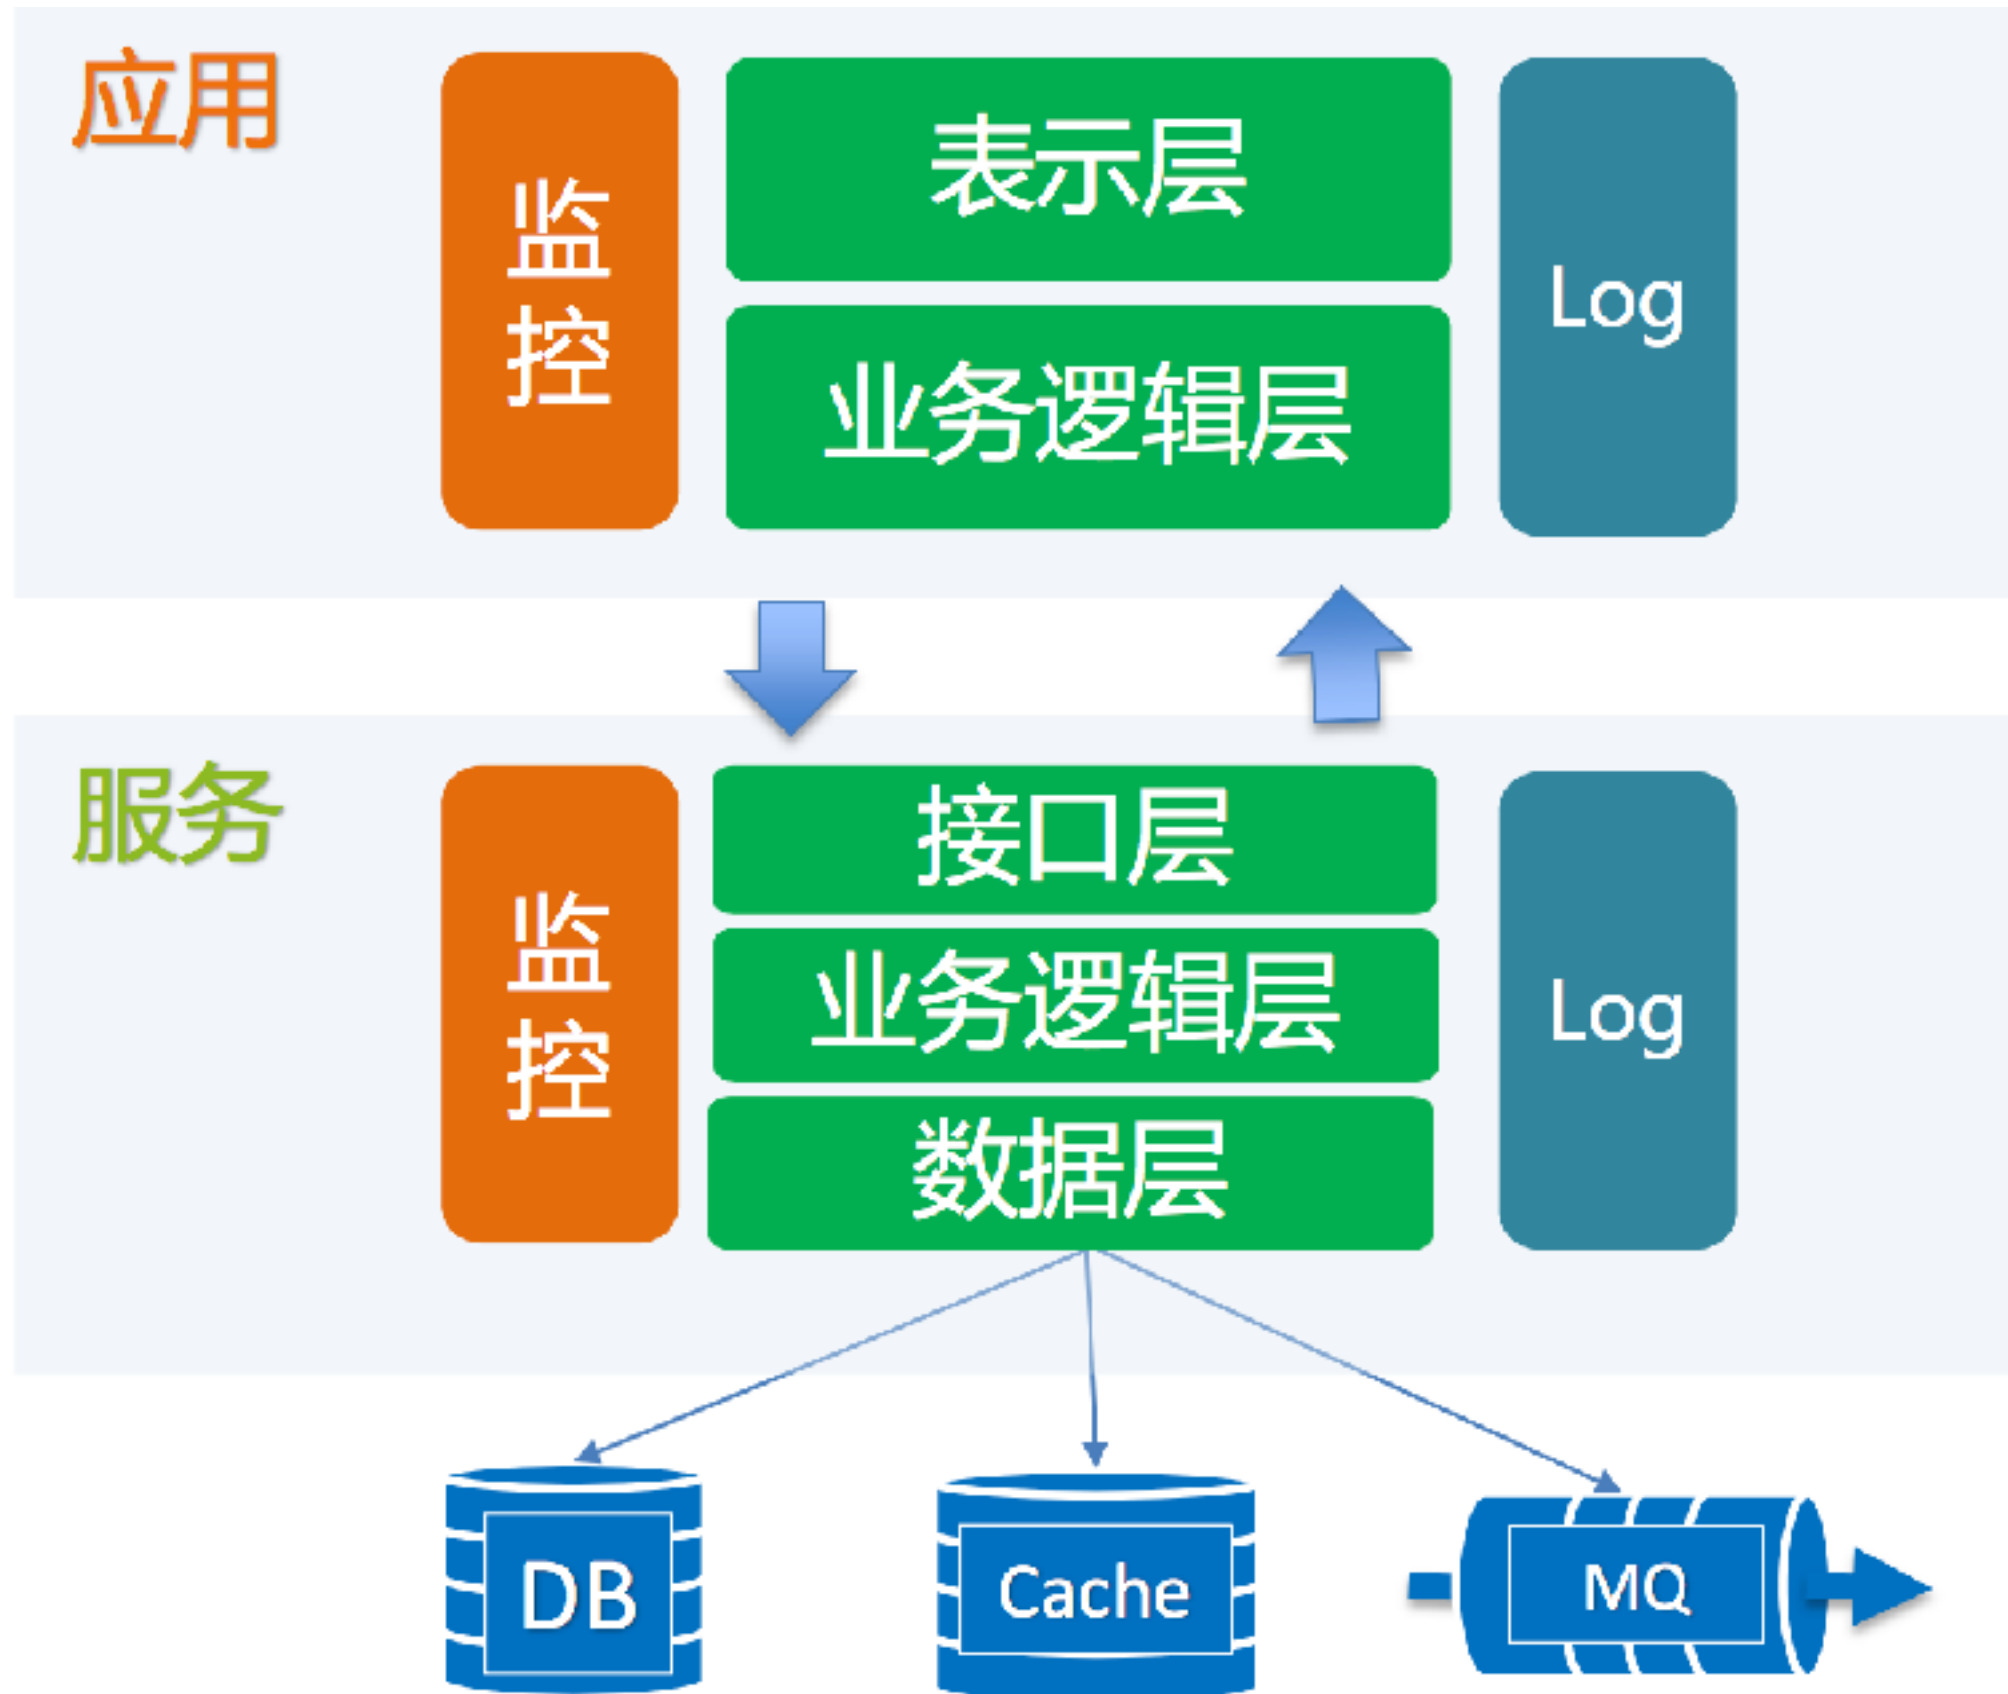 应用
监
控
表示层
业务逻辑层
Log
服务
监
控
接口层
业务逻辑层
数据层
Log
DB
Cache
MQ